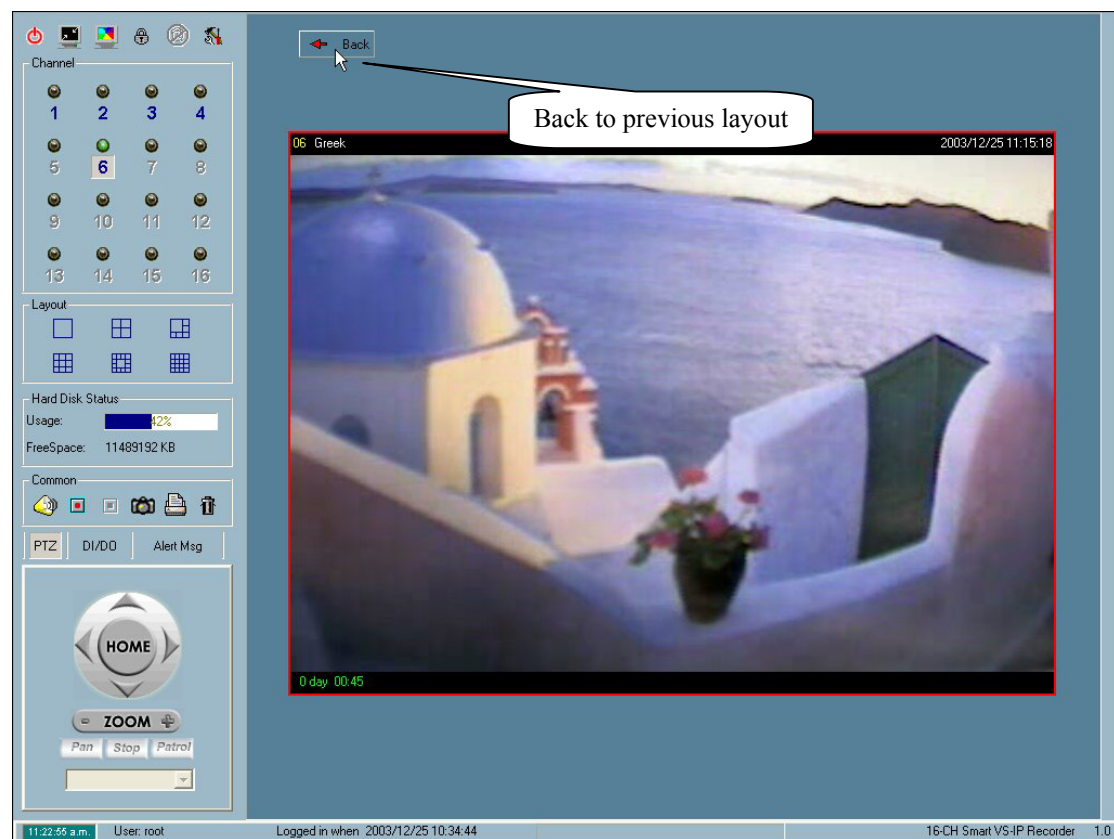 Back
Back to previous layout
Channel
1 2 3 4
5 6 7 8
9 10 11 12
13 14 15 16
Layout
Hard Disk Status
Usage: 42%
FreeSpace: 11489192 KB
Common
PTZ DI/DO Alert Msg
HOME
ZOOM
Pan Stop Patrol
06 Greek 2003/12/25 11:15:18
0 day 00:45
11:22:55 a.m. User: root Logged in when 2003/12/25 10:34:44 16-CH Smart VS-IP Recorder 1.0